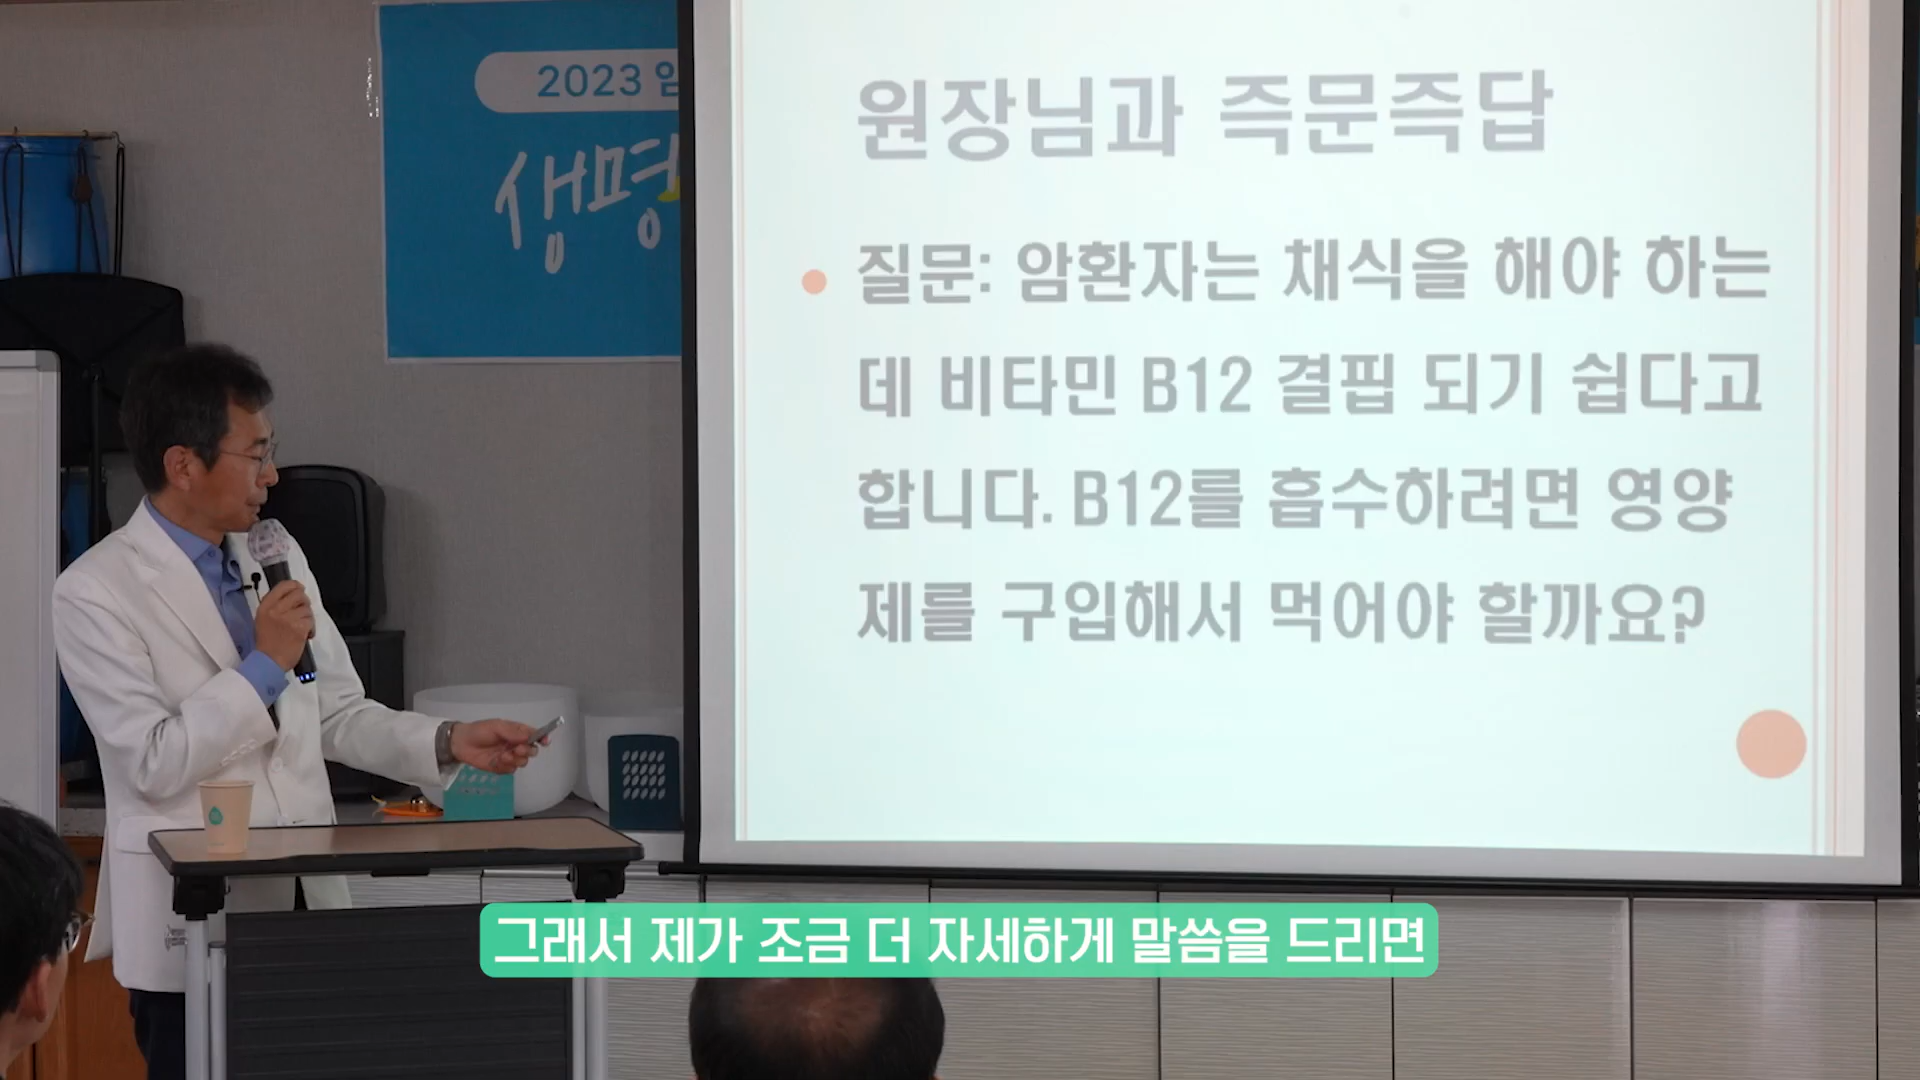 2023 암
생명
원장님과 즉문즉답
질문: 암환자는 채식을 해야 하는
데 비타민 B12 결핍 되기 쉽다고
합니다. B12를 흡수하려면 영양
제를 구입해서 먹어야 할까요?
그래서 제가 조금 더 자세하게 말씀을 드리면